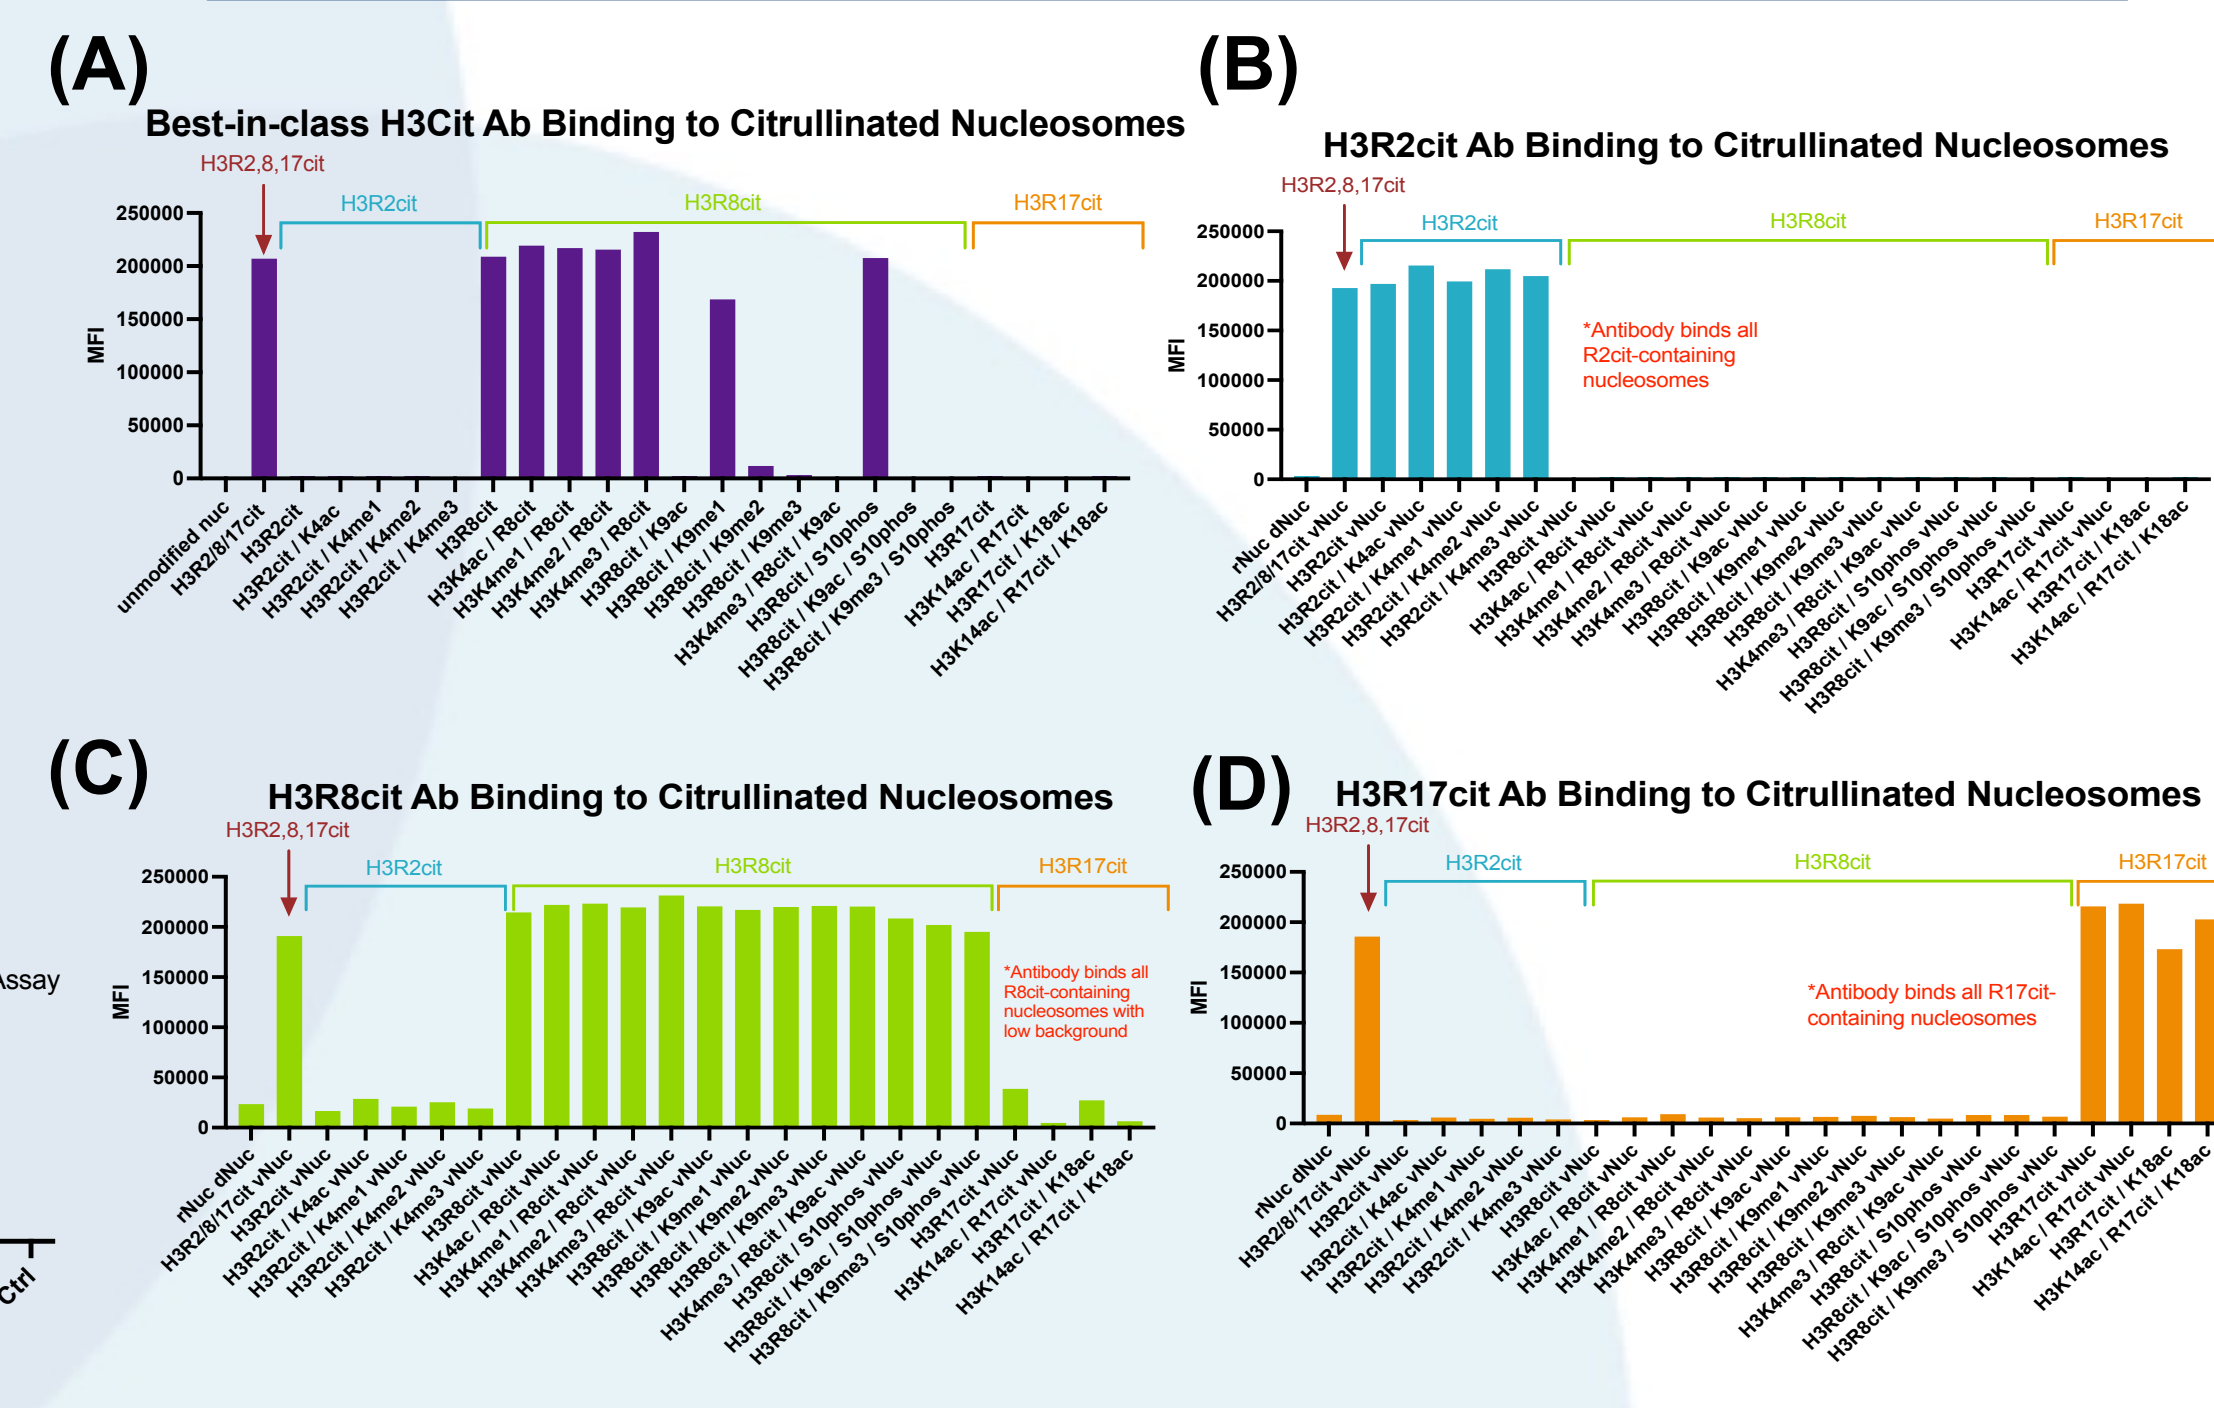 (A)
Best-in-class H3Cit Ab Binding to Citrullinated Nucleosomes
H3R2,8,17cit
H3R2cit
H3R8cit
H3R17cit
MFI
250000
200000
150000
100000
50000
0
unmodified nuc
H3R2/8/17cit
H3R2cit
H3R2cit / K4ac
H3R2cit / K4me1
H3R2cit / K4me2
H3R2cit / K4me3
H3R8cit
H3K4ac / R8cit
H3K4me1 / R8cit
H3K4me2 / R8cit
H3K4me3 / R8cit
H3R8cit / K9ac
H3R8cit / K9me1
H3R8cit / K9me2
H3R8cit / K9me3
H3K4me3 / R8cit / K9ac
H3R8cit / S10phos
H3R8cit / K9ac / S10phos
H3R8cit / K9me3 / S10phos
H3R17cit
H3K14ac / R17cit
H3R17cit / K18ac
H3K14ac / R17cit / K18ac
(B)
H3R2cit Ab Binding to Citrullinated Nucleosomes
H3R2,8,17cit
H3R2cit
H3R8cit
H3R17cit
MFI
250000
200000
150000
100000
50000
0
*Antibody binds all
R2cit-containing
nucleosomes
rNuc dNuc
H3R2/8/17cit vNuc
H3R2cit vNuc
H3R2cit / K4ac vNuc
H3R2cit / K4me1 vNuc
H3R2cit / K4me2 vNuc
H3R2cit / K4me3 vNuc
H3R8cit vNuc
H3K4ac / R8cit vNuc
H3K4me1 / R8cit vNuc
H3K4me2 / R8cit vNuc
H3K4me3 / R8cit vNuc
H3R8cit / K9ac vNuc
H3R8cit / K9me1 vNuc
H3R8cit / K9me2 vNuc
H3R8cit / K9me3 vNuc
H3K4me3 / R8cit / K9ac vNuc
H3R8cit / S10phos vNuc
H3R8cit / K9ac / S10phos vNuc
H3R8cit / K9me3 / S10phos vNuc
H3R17cit vNuc
H3K14ac / R17cit vNuc
H3R17cit / K18ac
H3K14ac / R17cit / K18ac
(C)
H3R8cit Ab Binding to Citrullinated Nucleosomes
H3R2,8,17cit
H3R2cit
H3R8cit
H3R17cit
MFI
250000
200000
150000
100000
50000
0
*Antibody binds all
R8cit-containing
nucleosomes with
low background
rNuc dNuc
H3R2/8/17cit vNuc
H3R2cit vNuc
H3R2cit / K4ac vNuc
H3R2cit / K4me1 vNuc
H3R2cit / K4me2 vNuc
H3R2cit / K4me3 vNuc
H3R8cit vNuc
H3K4ac / R8cit vNuc
H3K4me1 / R8cit vNuc
H3K4me2 / R8cit vNuc
H3K4me3 / R8cit vNuc
H3R8cit / K9ac vNuc
H3R8cit / K9me1 vNuc
H3R8cit / K9me2 vNuc
H3R8cit / K9me3 vNuc
H3K4me3 / R8cit / K9ac vNuc
H3R8cit / S10phos vNuc
H3R8cit / K9ac / S10phos vNuc
H3R8cit / K9me3 / S10phos vNuc
H3R17cit vNuc
H3K14ac / R17cit vNuc
H3R17cit / K18ac
H3K14ac / R17cit / K18ac
(D)
H3R17cit Ab Binding to Citrullinated Nucleosomes
H3R2,8,17cit
H3R2cit
H3R8cit
H3R17cit
MFI
250000
200000
150000
100000
50000
0
*Antibody binds all R17cit-
containing nucleosomes
rNuc dNuc
H3R2/8/17cit vNuc
H3R2cit vNuc
H3R2cit / K4ac vNuc
H3R2cit / K4me1 vNuc
H3R2cit / K4me2 vNuc
H3R2cit / K4me3 vNuc
H3R8cit vNuc
H3K4ac / R8cit vNuc
H3K4me1 / R8cit vNuc
H3K4me2 / R8cit vNuc
H3K4me3 / R8cit vNuc
H3R8cit / K9ac vNuc
H3R8cit / K9me1 vNuc
H3R8cit / K9me2 vNuc
H3R8cit / K9me3 vNuc
H3K4me3 / R8cit / K9ac vNuc
H3R8cit / S10phos vNuc
H3R8cit / K9ac / S10phos vNuc
H3R8cit / K9me3 / S10phos vNuc
H3R17cit vNuc
H3K14ac / R17cit vNuc
H3R17cit / K18ac
H3K14ac / R17cit / K18ac
Assay
Ctrl